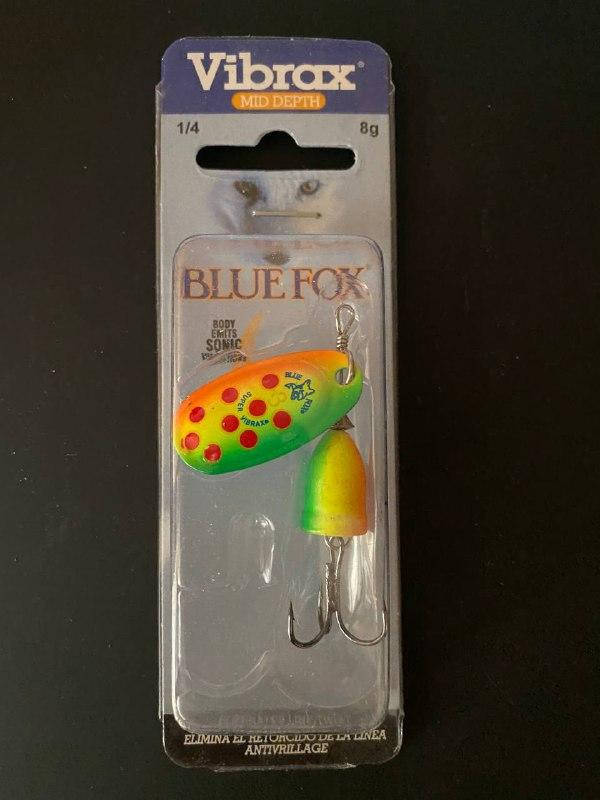 Vibrax®
MID DEPTH
1/4 8g
BLUE FOX®
BODY
EMITS
SONIC
BLUE
FOX®
SUPER VIBRAX®
3
ELIMINA EL RETORCIDO DE LA LINEA
ANTIVRILLAGE